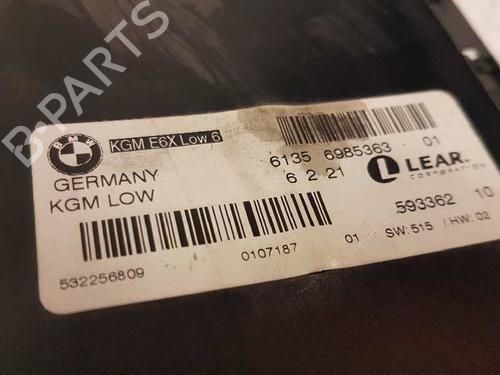 B-PARTS
BMW
KGM E6X Low 6
GERMANY
KGM LOW
6135 6985363 01
6 2 21
LEAR.
CORPORATION
593362 10
532256809
0107187
01 SW: 515 / HW: 02